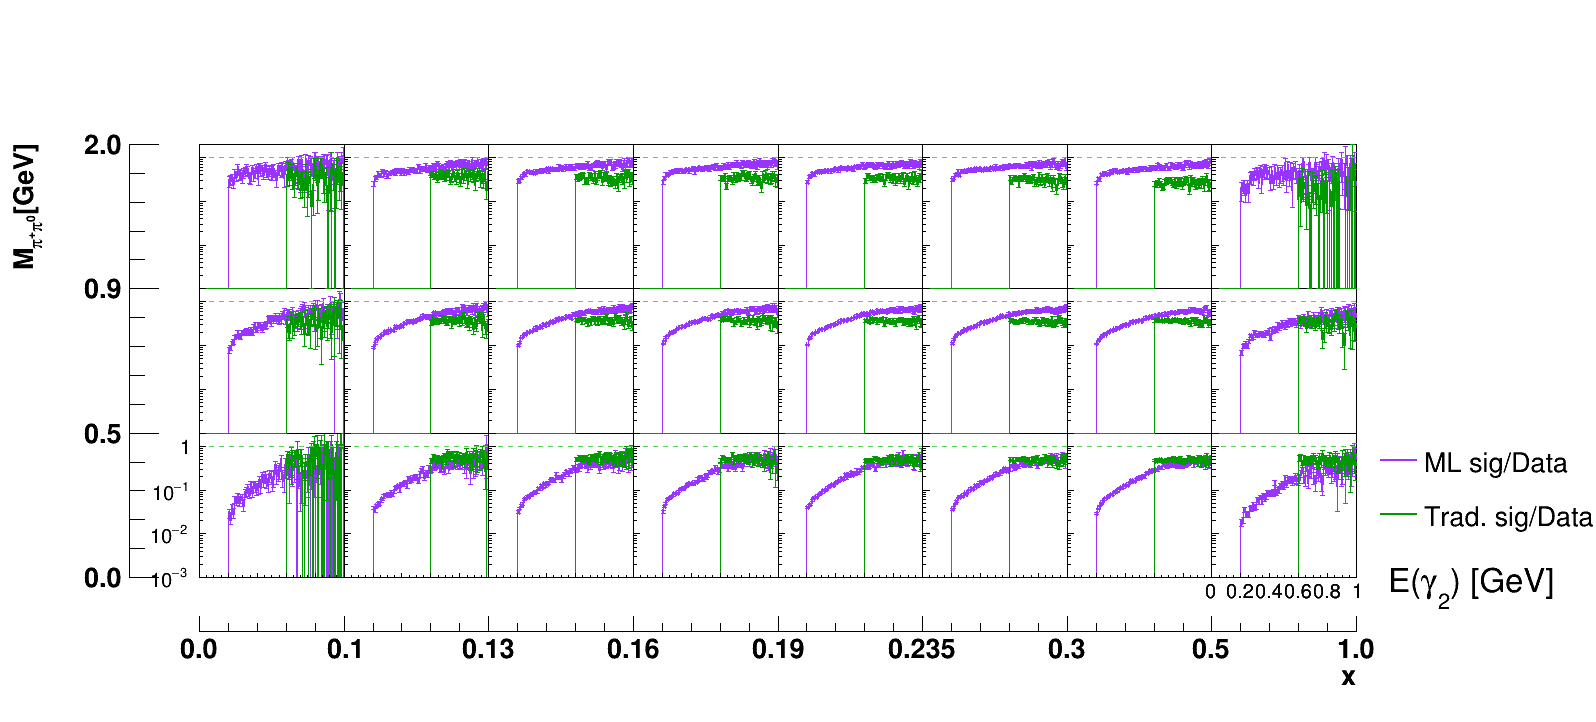 M_{π⁺π⁰}[GeV]
2.0
0.9
0.5
0.0
1
10⁻¹
10⁻²
10⁻³
ML sig/Data
Trad. sig/Data
E(γ₂) [GeV]
0 0.2 0.4 0.6 0.8 1
0.0 0.1 0.13 0.16 0.19 0.235 0.3 0.5 1.0
x